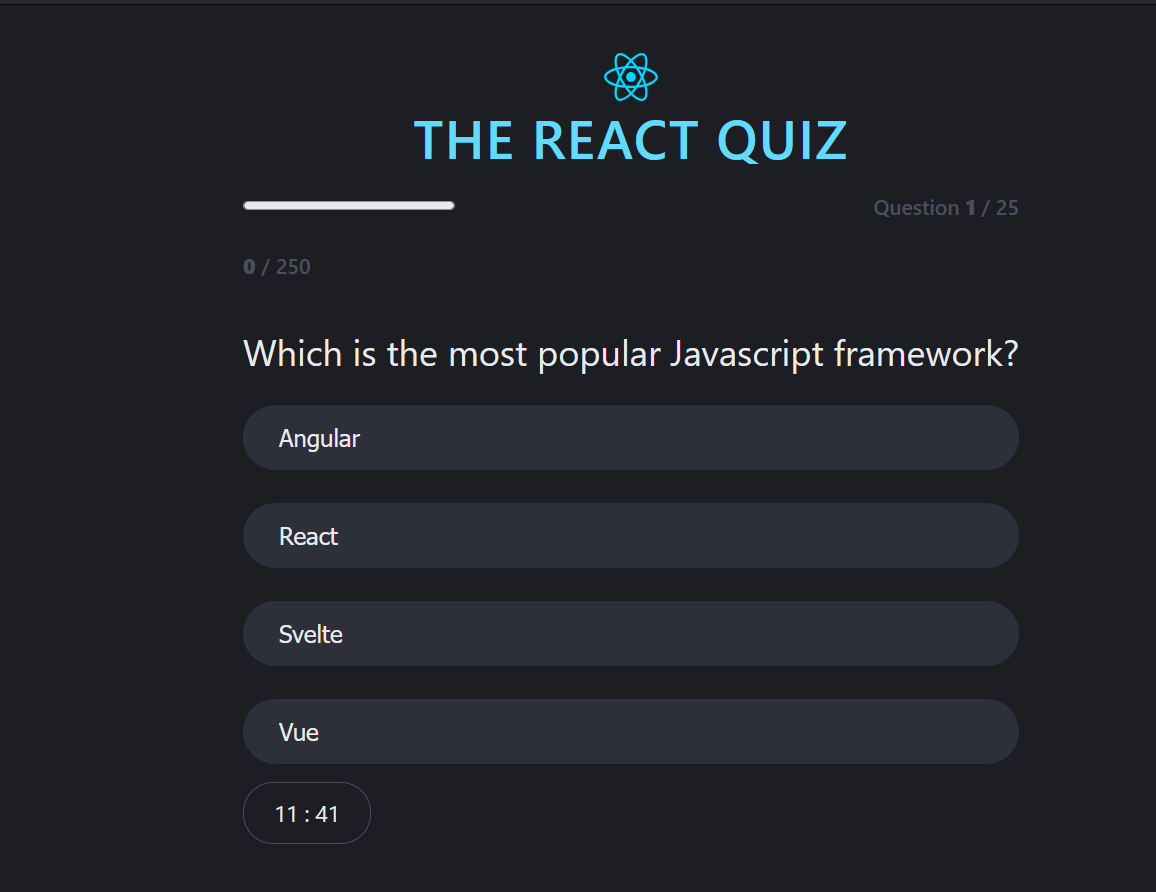 THE REACT QUIZ
Question 1 / 25
0 / 250
Which is the most popular Javascript framework?
Angular
React
Svelte
Vue
11 : 41